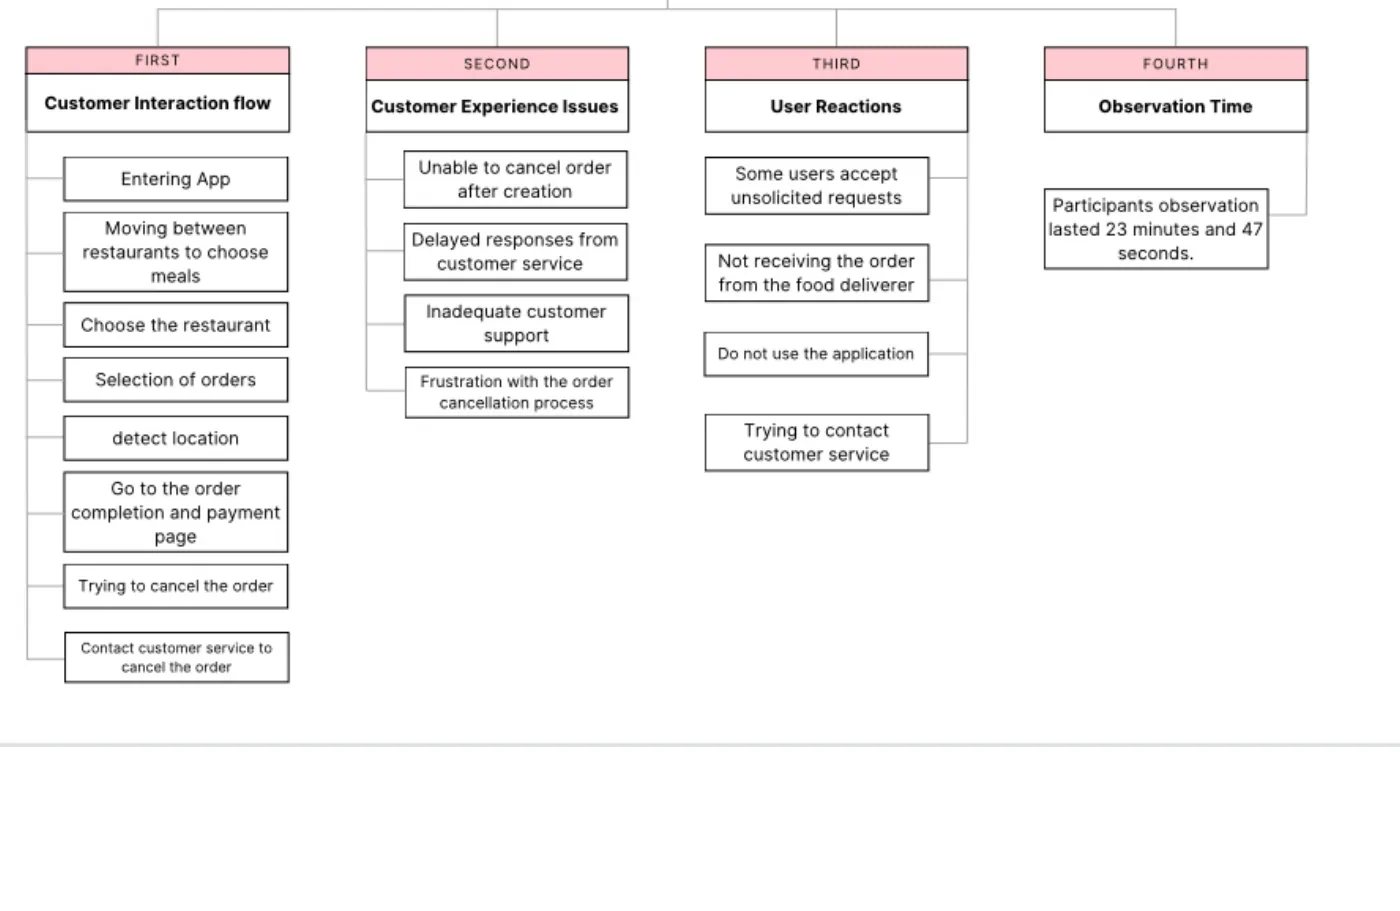 FIRST
Customer Interaction flow
Entering App
Moving between
restaurants to choose
meals
Choose the restaurant
Selection of orders
detect location
Go to the order
completion and payment
page
Trying to cancel the order
Contact customer service to
cancel the order
SECOND
Customer Experience Issues
Unable to cancel order
after creation
Delayed responses from
customer service
Inadequate customer
support
Frustration with the order
cancellation process
THIRD
User Reactions
Some users accept
unsolicited requests
Not receiving the order
from the food deliverer
Do not use the application
Trying to contact
customer service
FOURTH
Observation Time
Participants observation
lasted 23 minutes and 47
seconds.